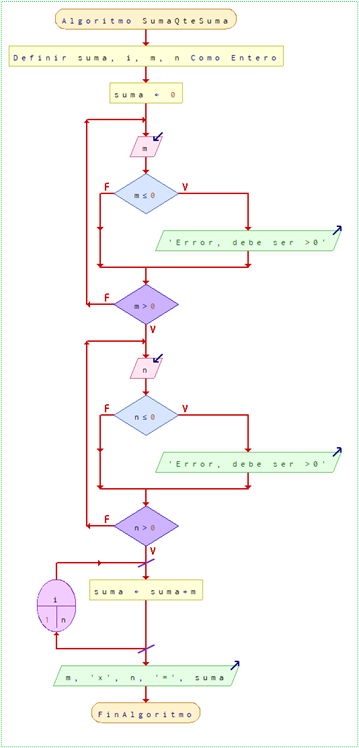 Algoritmo SumaQteSuma
Definir suma, i, m, n Como Entero
suma ← 0
m
F
V
m≤0
'Error, debe ser >0'
F
m>0
V
n
F
V
n≤0
'Error, debe ser >0'
F
n>0
V
i
1
n
suma ← suma+m
m, 'x', n, '=', suma
FinAlgoritmo